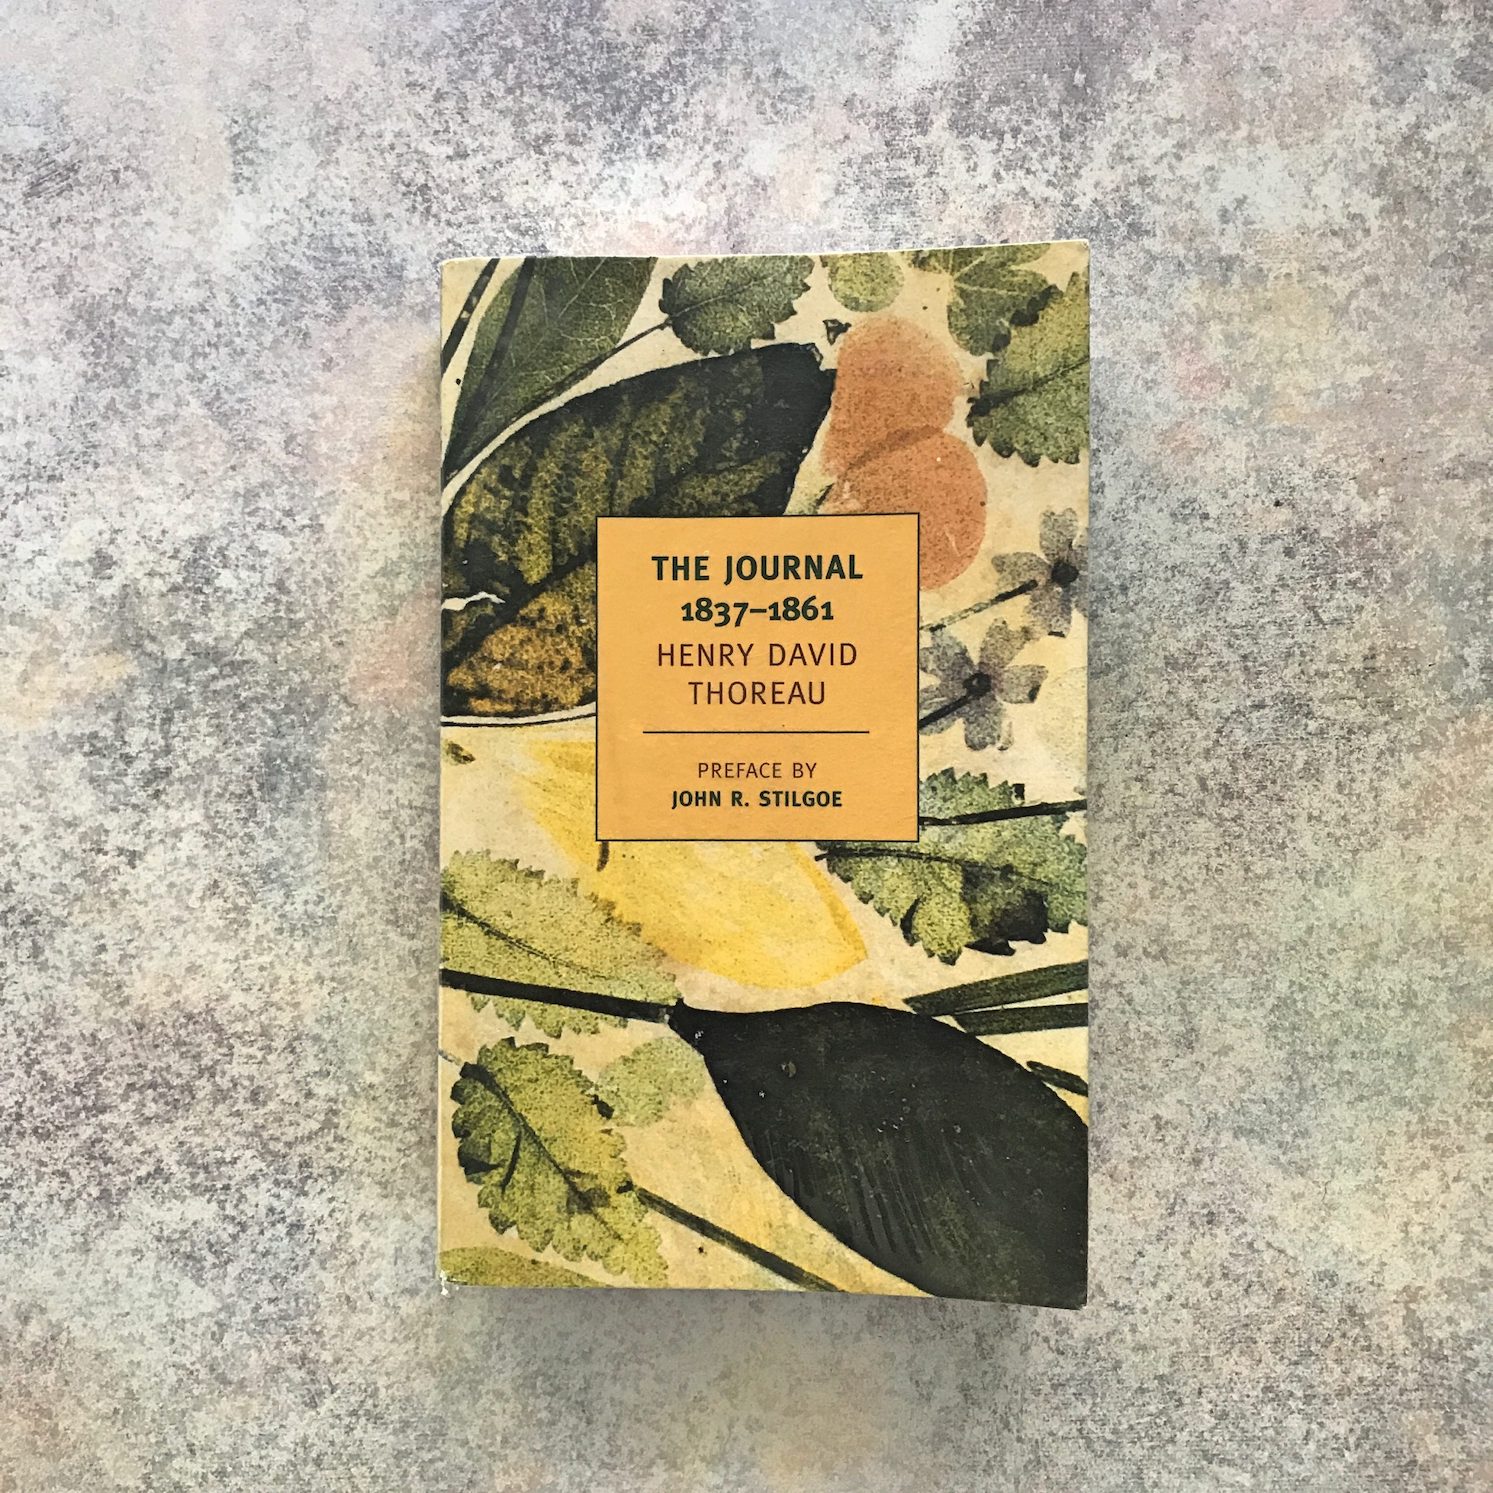 THE JOURNAL
1837–1861
HENRY DAVID
THOREAU
PREFACE BY
JOHN R. STILGOE